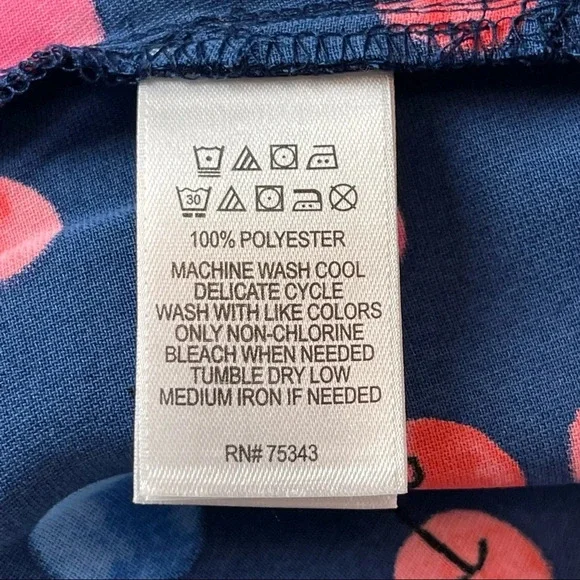 30
100% POLYESTER
MACHINE WASH COOL
DELICATE CYCLE
WASH WITH LIKE COLORS
ONLY NON-CHLORINE
BLEACH WHEN NEEDED
TUMBLE DRY LOW
MEDIUM IRON IF NEEDED
RN# 75343